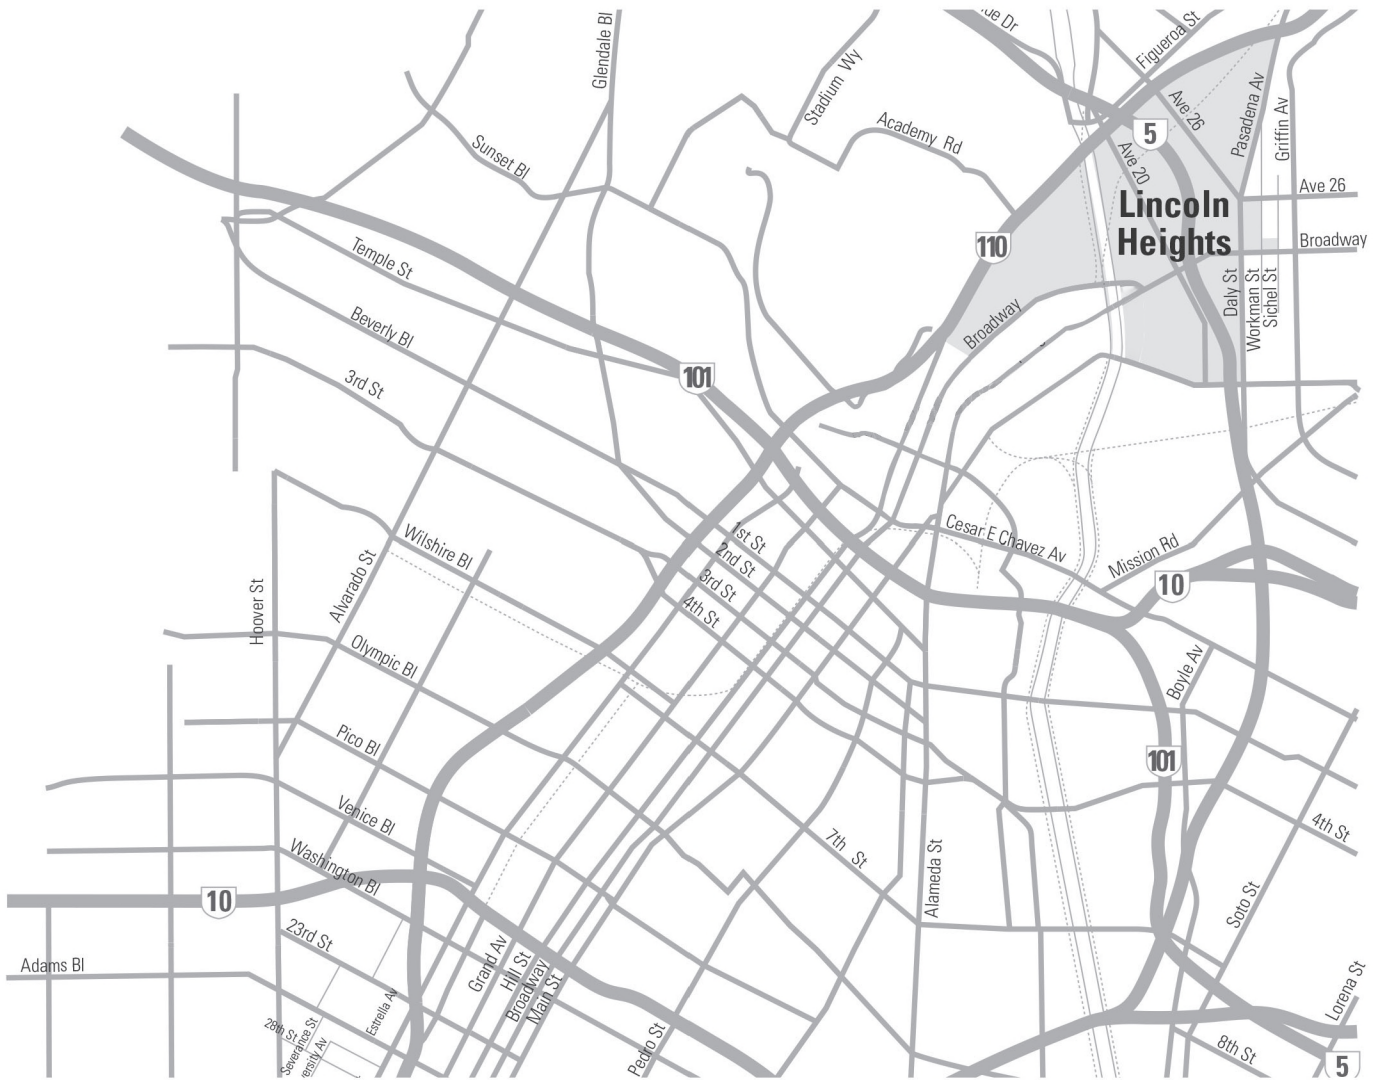 ue Dr
Figueroa St
Glendale Bl
Stadium Wy
Ave 26
Pasadena Av
Griffin Av
Academy Rd
5
Sunset Bl
Ave 20
Ave 26
Lincoln
Heights
110
Broadway
Temple St
Daly St
Workman St
Sichel St
Broadway
Beverly Bl
101
3rd St
1st St
2nd St
3rd St
4th St
Cesar E Chavez Av
Mission Rd
10
Wilshire Bl
Alvarado St
Hoover St
Olympic Bl
Boyle Av
Pico Bl
101
Venice Bl
7th St
4th St
Washington Bl
Alameda St
10
Soto St
23rd St
Adams Bl
Grand Av
Hill St
Broadway
Main St
Estrella Av
Lorena St
28th St
Severance St
ersity Av
Pedro St
8th St
5